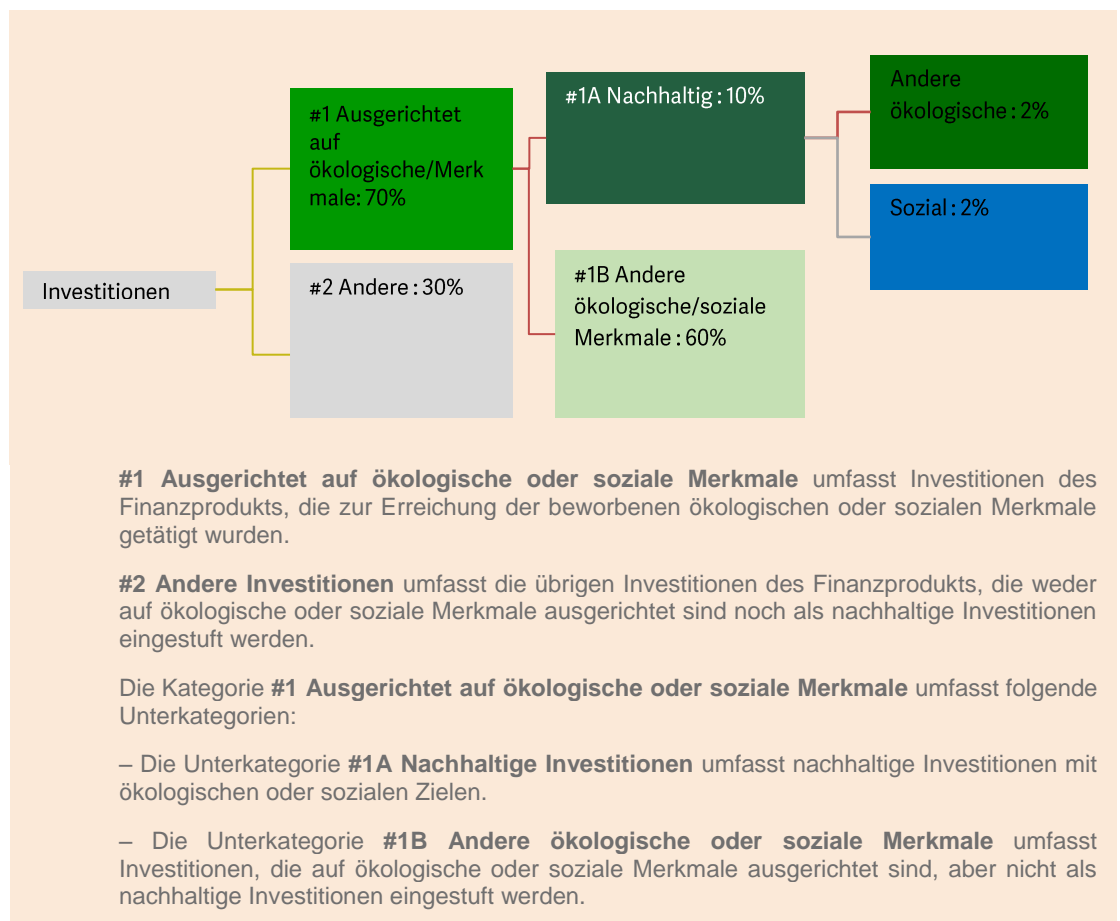 Investitionen
#1 Ausgerichtet
auf
ökologische/Merk
male: 70%
#2 Andere : 30%
#1A Nachhaltig : 10%
#1B Andere
ökologische/soziale
Merkmale : 60%
Andere
ökologische : 2%
Sozial : 2%
#1 Ausgerichtet auf ökologische oder soziale Merkmale umfasst Investitionen des
Finanzprodukts, die zur Erreichung der beworbenen ökologischen oder sozialen Merkmale
getätigt wurden.
#2 Andere Investitionen umfasst die übrigen Investitionen des Finanzprodukts, die weder
auf ökologische oder soziale Merkmale ausgerichtet sind noch als nachhaltige Investitionen
eingestuft werden.
Die Kategorie #1 Ausgerichtet auf ökologische oder soziale Merkmale umfasst folgende
Unterkategorien:
– Die Unterkategorie #1A Nachhaltige Investitionen umfasst nachhaltige Investitionen mit
ökologischen oder sozialen Zielen.
– Die Unterkategorie #1B Andere ökologische oder soziale Merkmale umfasst
Investitionen, die auf ökologische oder soziale Merkmale ausgerichtet sind, aber nicht als
nachhaltige Investitionen eingestuft werden.